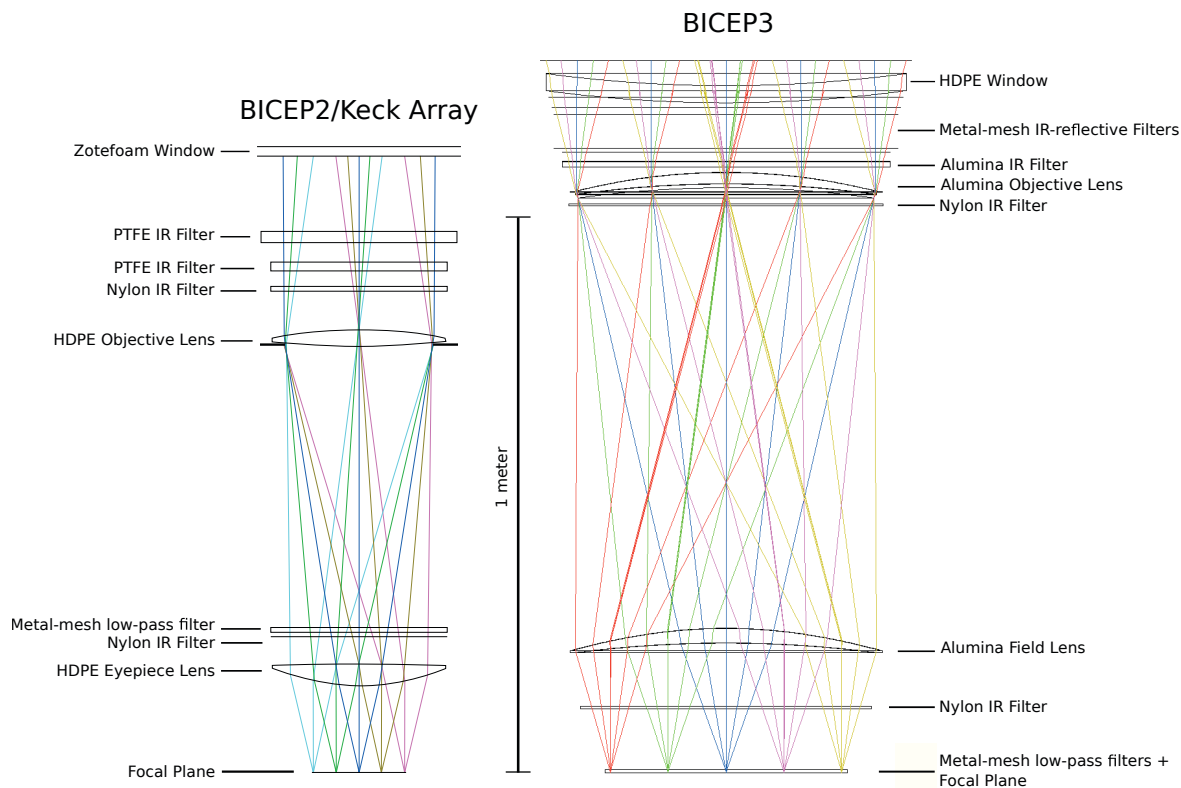 BICEP3
BICEP2/Keck Array
Zotefoam Window
PTFE IR Filter
PTFE IR Filter
Nylon IR Filter
HDPE Objective Lens
Metal-mesh low-pass filter
Nylon IR Filter
HDPE Eyepiece Lens
Focal Plane
1 meter
HDPE Window
Metal-mesh IR-reflective Filters
Alumina IR Filter
Alumina Objective Lens
Nylon IR Filter
Alumina Field Lens
Nylon IR Filter
Metal-mesh low-pass filters +
Focal Plane